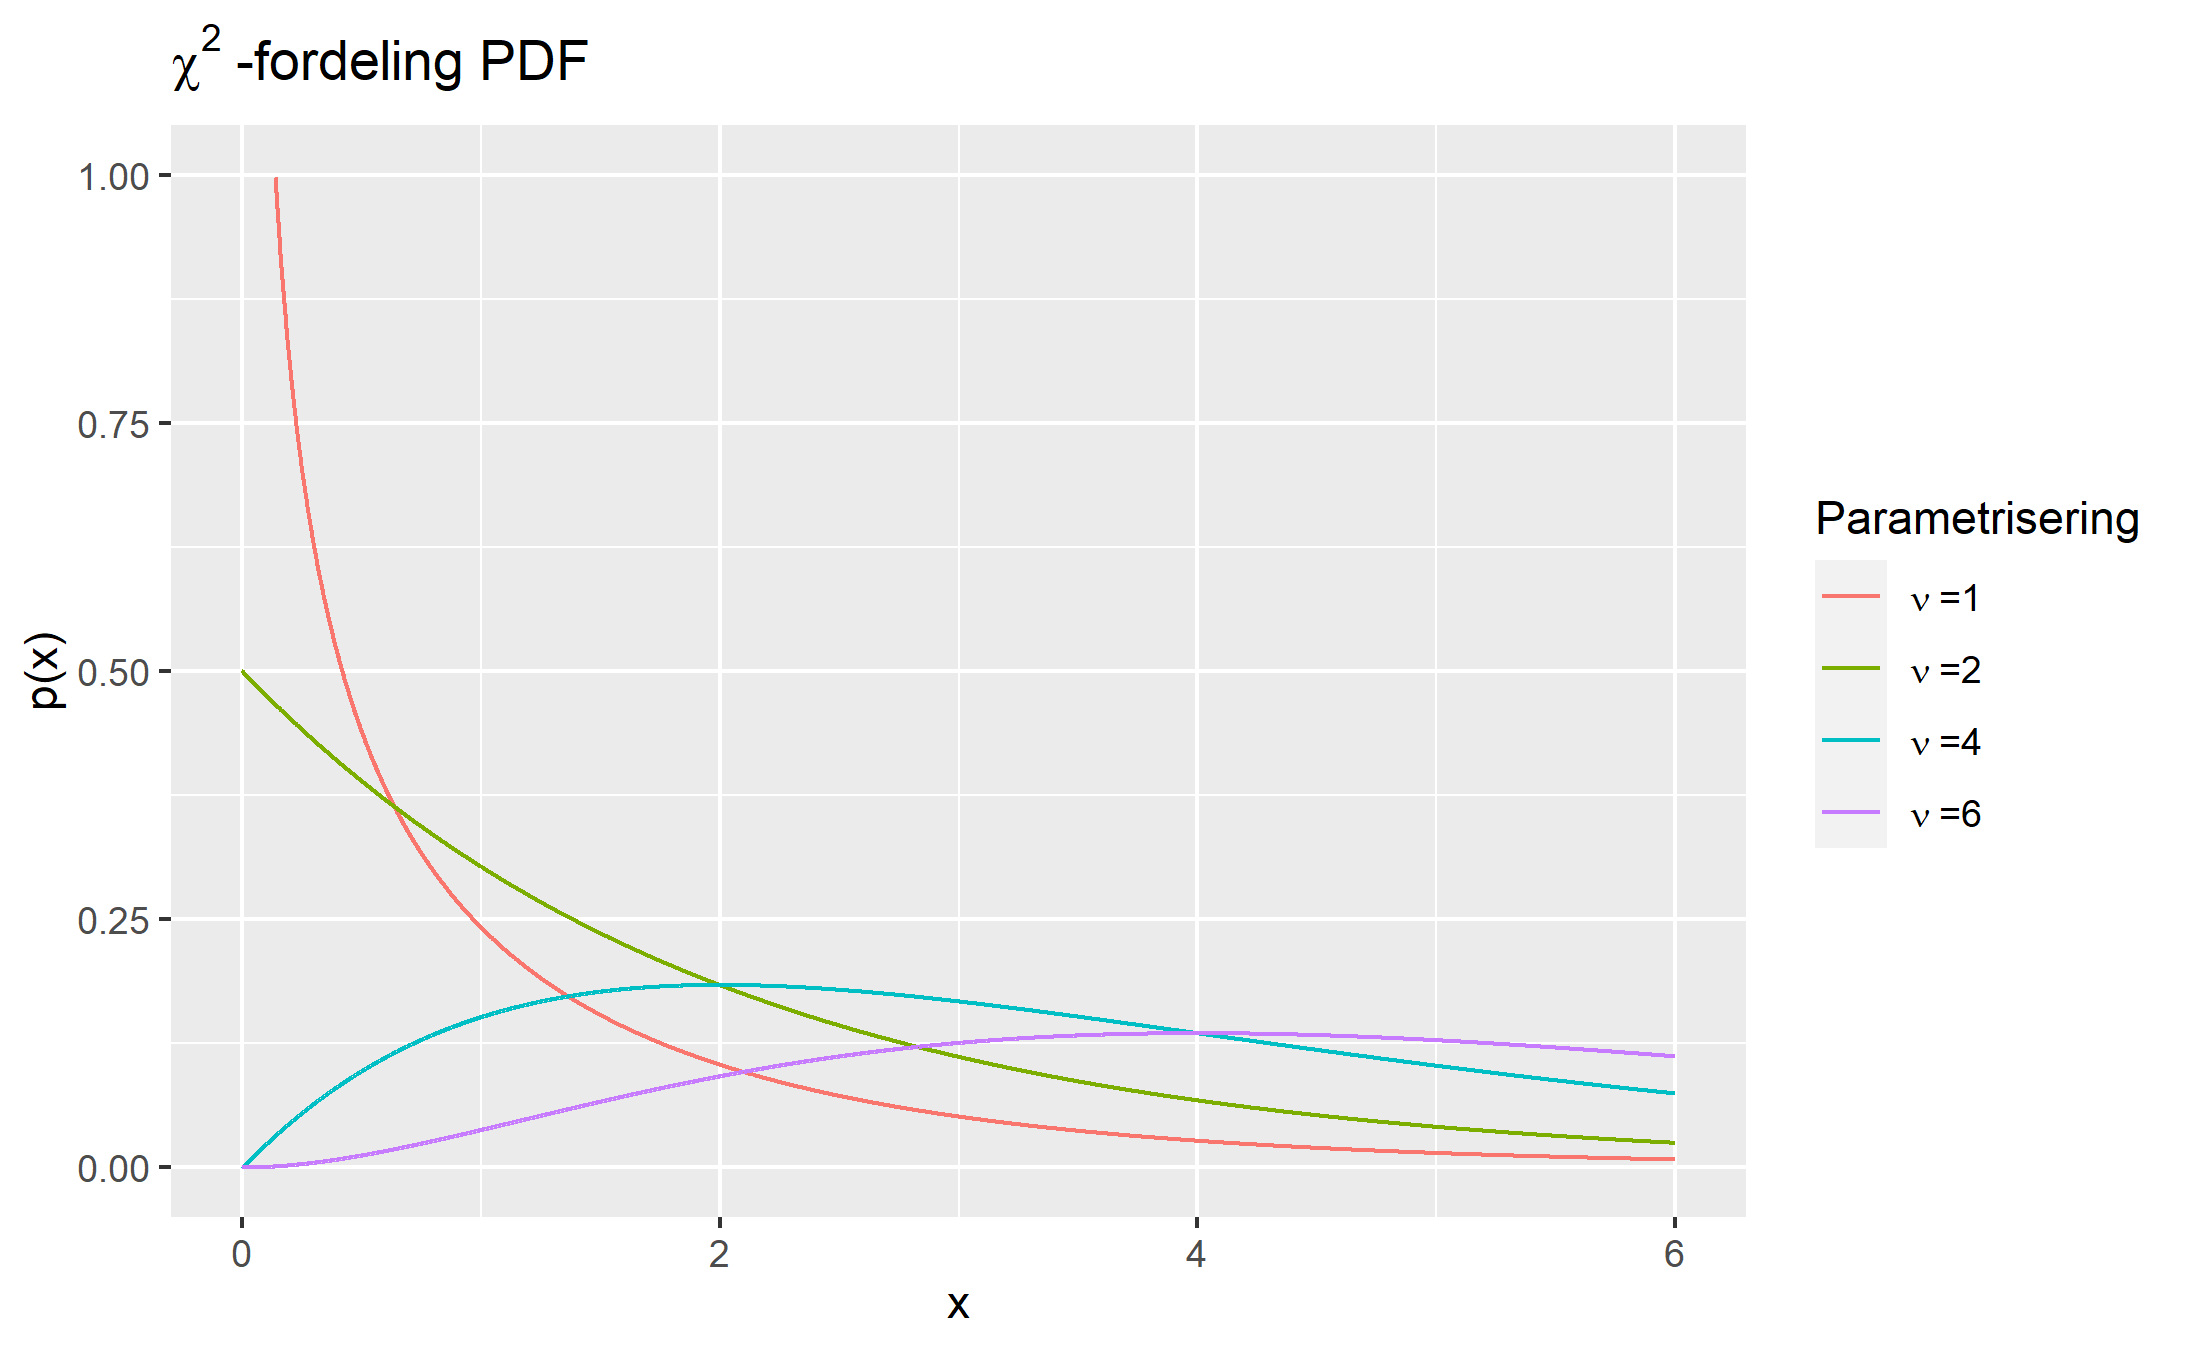 χ² -fordeling PDF
1.00
0.75
0.50
0.25
0.00
p(x)
0 2 4 6
x
Parametrisering
ν =1
ν =2
ν =4
ν =6